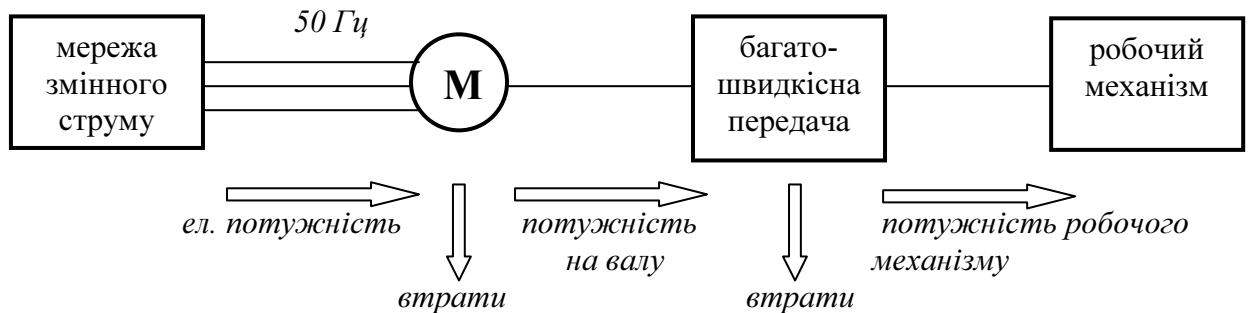 50 Гц
мережа
змінного
струму
М
багато-
швидкісна
передача
робочий
механізм
ел. потужність
втрати
потужність
на валу
втрати
потужність робочого
механізму